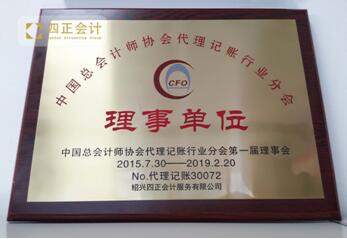 四正会计
中国总会计师协会代理记账行业分会
CFO
理事单位
中国总会计师协会代理记账行业分会第一届理事会
2015.7.30——2019.2.20
No.代理记账30072
绍兴四正会计服务有限公司